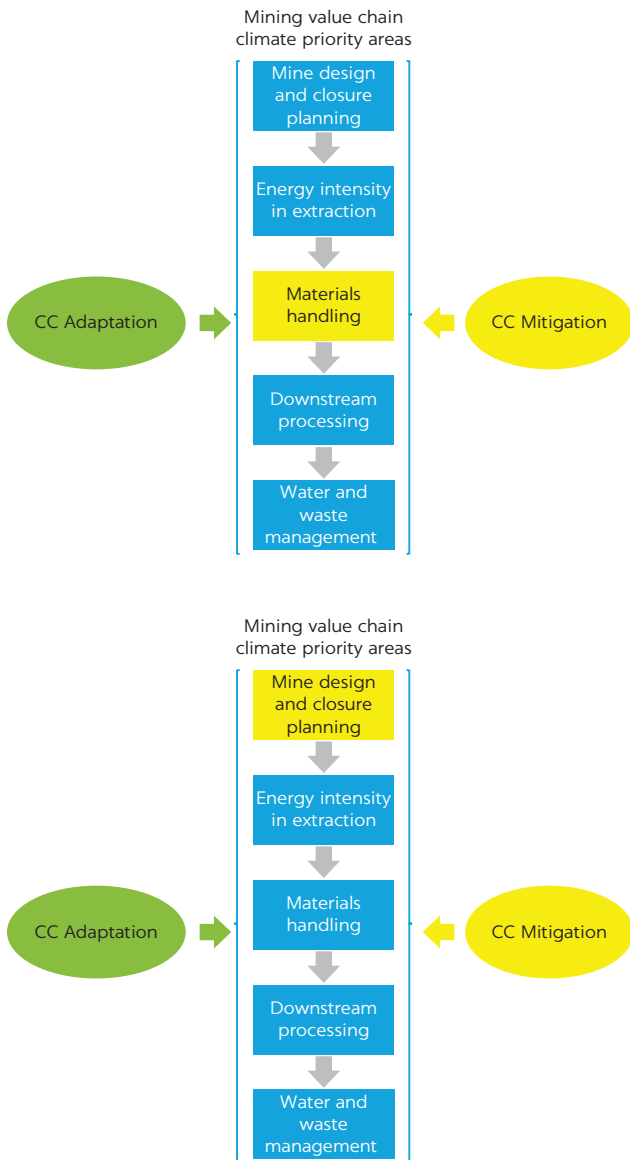 Mining value chain
climate priority areas
Mine design
and closure
planning
Energy intensity
in extraction
CC Adaptation
Materials
handling
CC Mitigation
Downstream
processing
Water and
waste
management
Mining value chain
climate priority areas
Mine design
and closure
planning
Energy intensity
in extraction
CC Adaptation
Materials
handling
CC Mitigation
Downstream
processing
Water and
waste
management